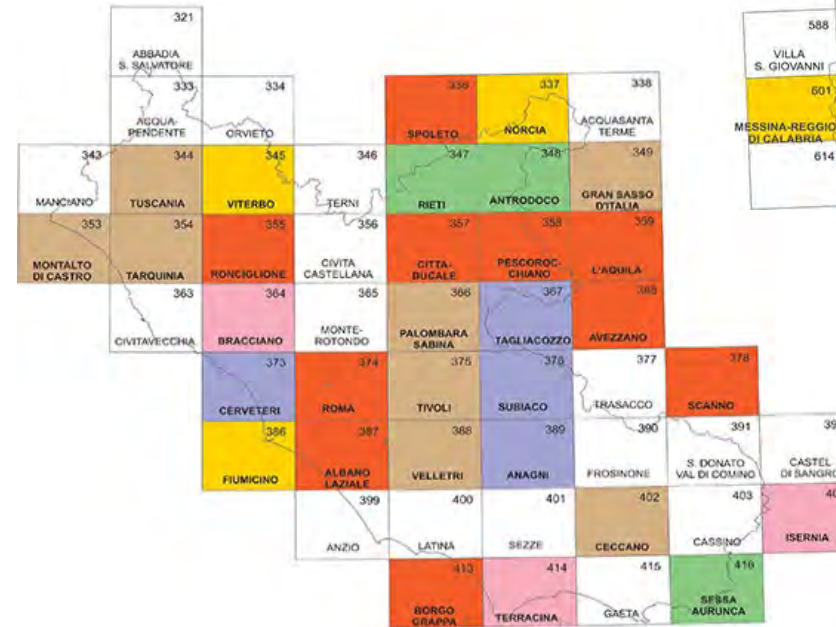 321
ABBADIA
S. SALVATORE
588
VILLA
S. GIOVANNI
333
ACQUA-
PENDENTE
334
ORVIETO
336
SPOLETO
337
NORCIA
338
ACQUASANTA
TERME
601
MESSINA-REGGIO
DI CALABRIA
343
MANCIANO
344
TUSCANIA
345
VITERBO
346
TERNI
347
RIETI
348
ANTRODOCO
349
GRAN SASSO
D'ITALIA
614
353
MONTALTO
DI CASTRO
354
TARQUINIA
355
RONCIGLIONE
356
CIVITA
CASTELLANA
357
CITTA-
DUCALE
358
PESCOROC-
CHIANO
359
L'AQUILA
363
CIVITAVECCHIA
364
BRACCIANO
365
MONTE-
ROTONDO
366
PALOMBARA
SABINA
367
TAGLIACOZZO
368
AVEZZANO
373
CERVETERI
374
ROMA
375
TIVOLI
376
SUBIACO
377
TRASACCO
378
SCANNO
386
FIUMICINO
387
ALBANO
LAZIALE
388
VELLETRI
389
ANAGNI
390
FROSINONE
391
S. DONATO
VAL DI COMINO
CASTEL
DI SANGRO
399
ANZIO
400
LATINA
401
SEZZE
402
CECCANO
403
CASSINO
ISERNIA
413
BORGO
GRAPPA
414
TERRACINA
415
GAETA
416
SESSA
AURUNCA